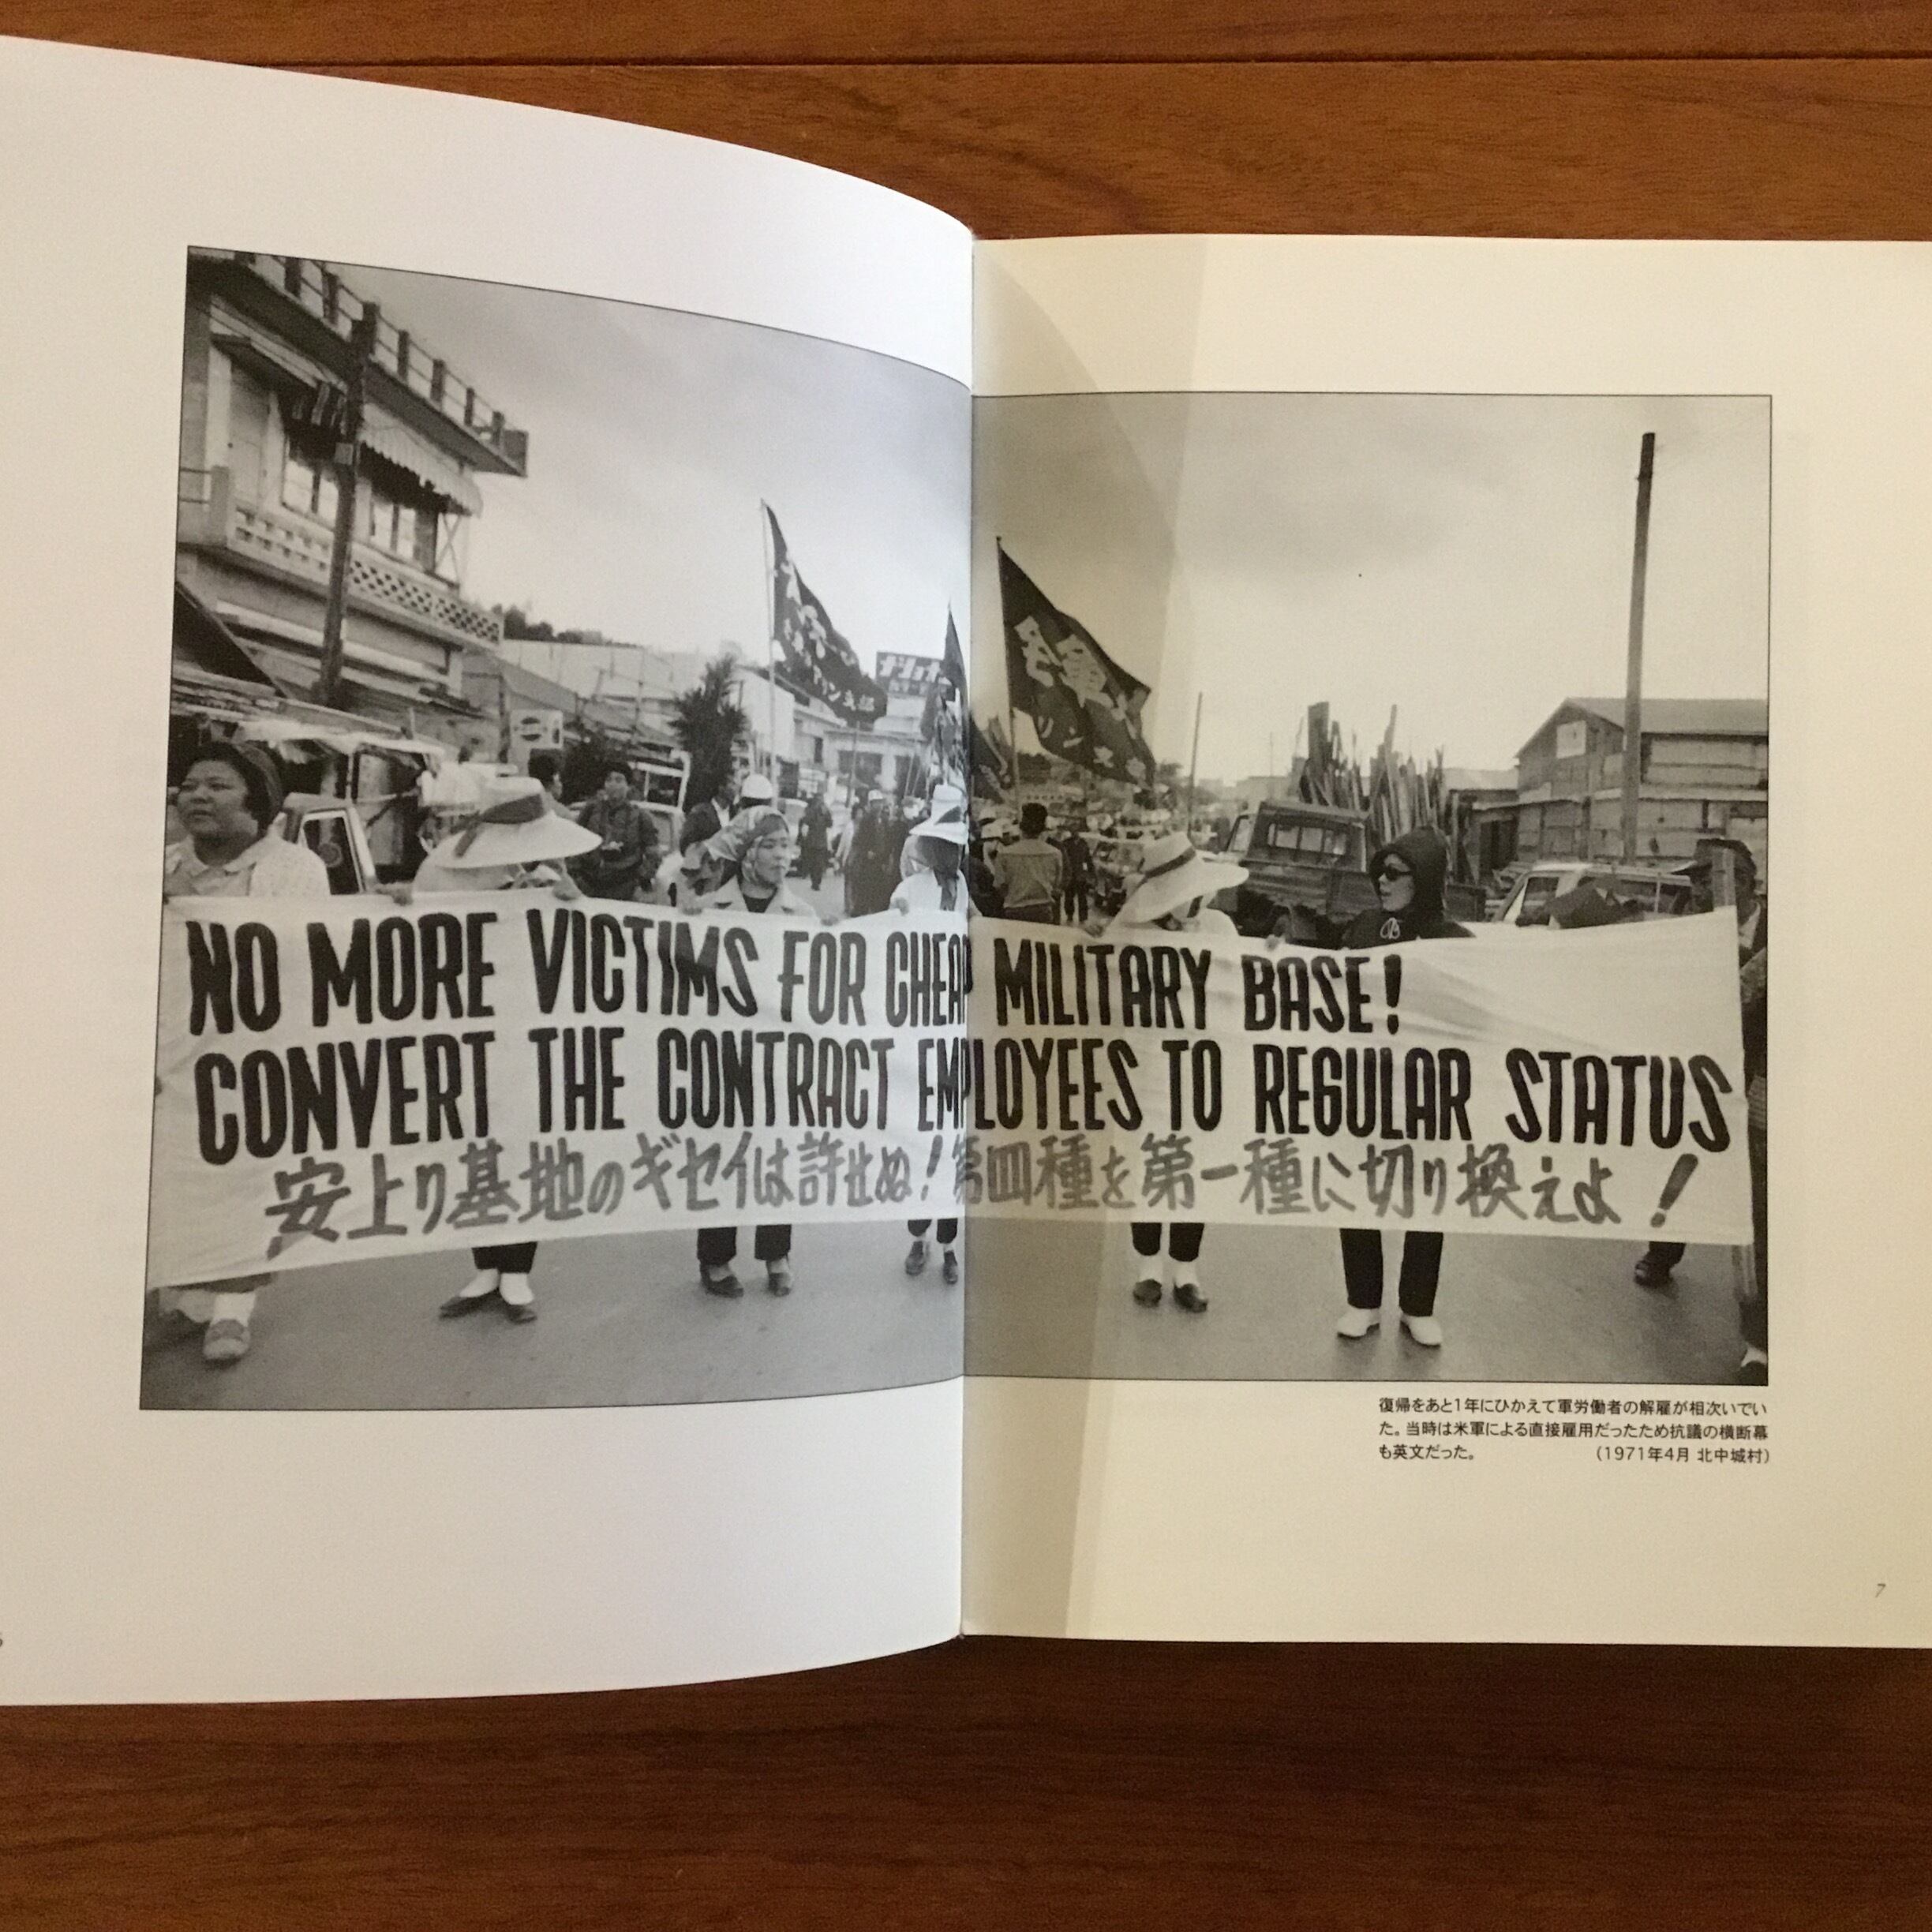 NO MORE VICTIMS FOR CHEAP MILITARY BASE!
CONVERT THE CONTRACT EMPLOYEES TO REGULAR STATUS
安上り基地のギセイは許せぬ!第四種を第一種に切り換えよ!
復帰をあと1年にひかえて軍労働者の解雇が相次いでい
た。当時は米軍による直接雇用だったため抗議の横断幕
も英文だった。 (1971年4月 北中城村)
7